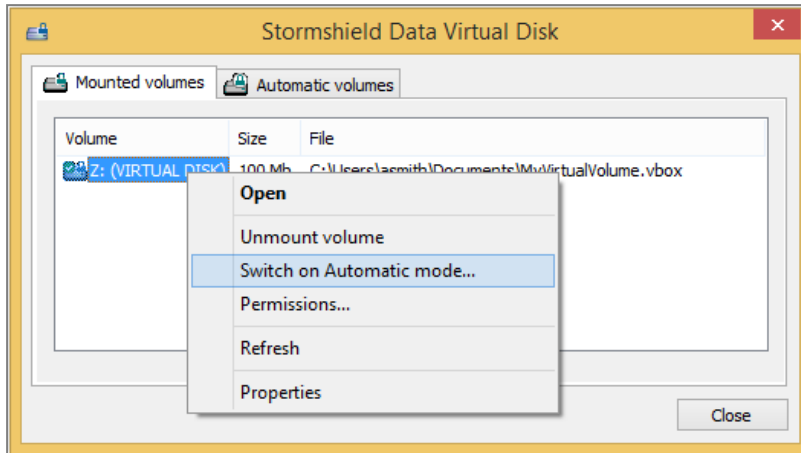 Stormshield Data Virtual Disk
Mounted volumes Automatic volumes
Volume Size File
Z: (VIRTUAL DISK) 100 Mb C:\Users\asmith\Documents\MyVirtualVolume.vbox
Open
Unmount volume
Switch on Automatic mode...
Permissions...
Refresh
Properties
Close